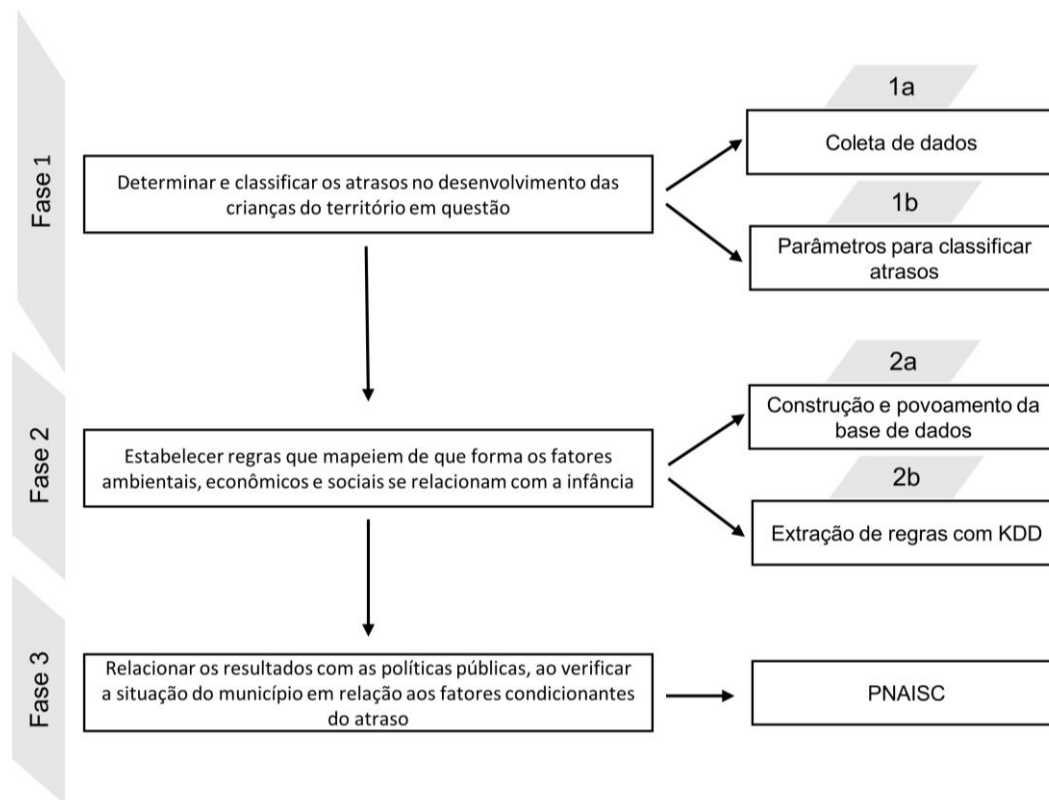 Fase 1
Determinar e classificar os atrasos no desenvolvimento das
crianças do território em questão
1a
Coleta de dados
1b
Parâmetros para classificar
atrasos
Fase 2
Estabelecer regras que mapeiem de que forma os fatores
ambientais, econômicos e sociais se relacionam com a infância
2a
Construção e povoamento da
base de dados
2b
Extração de regras com KDD
Fase 3
Relacionar os resultados com as políticas públicas, ao verificar
a situação do município em relação aos fatores condicionantes
do atraso
PNAISC